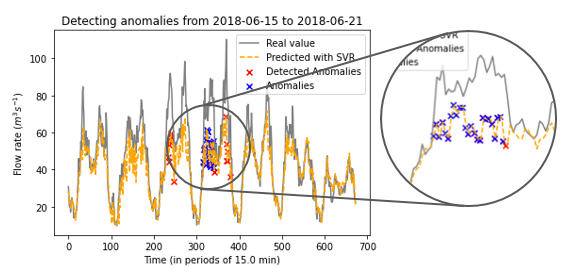 Detecting anomalies from 2018-06-15 to 2018-06-21
Flow rate (m³s⁻¹)
100
80
60
40
20
Real value
Predicted with SVR
Detected Anomalies
Anomalies
SVR
Anomalies
lies
0
100
200
300
400
500
600
700
Time (in periods of 15.0 min)